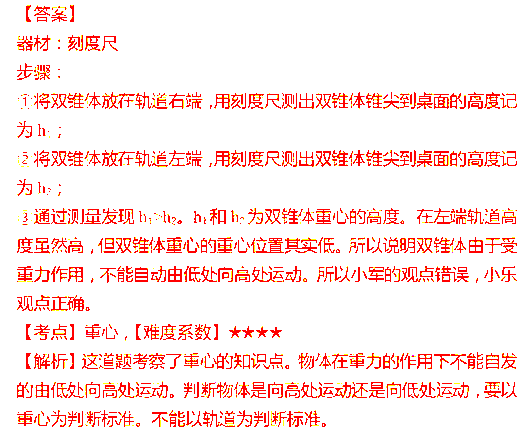 【答案】
器材：刻度尺
步骤：
①将双锥体放在轨道右端，用刻度尺测出双锥体锥尖到桌面的高度记
为h₁；
②将双锥体放在轨道左端，用刻度尺测出双锥体锥尖到桌面的高度记
为h₂；
③通过测量发现h₁>h₂。h₁和h₂为双锥体重心的高度。在左端轨道高
度虽然高，但双锥体重心的重心位置其实低。所以说明双锥体由于受
重力作用，不能自动由低处向高处运动。所以小军的观点错误，小乐
观点正确。
【考点】重心，【难度系数】★★★★
【解析】这道题考察了重心的知识点。物体在重力的作用下不能自发
的由低处向高处运动。判断物体是向高处运动还是向低处运动，要以
重心为判断标准。不能以轨道为判断标准。